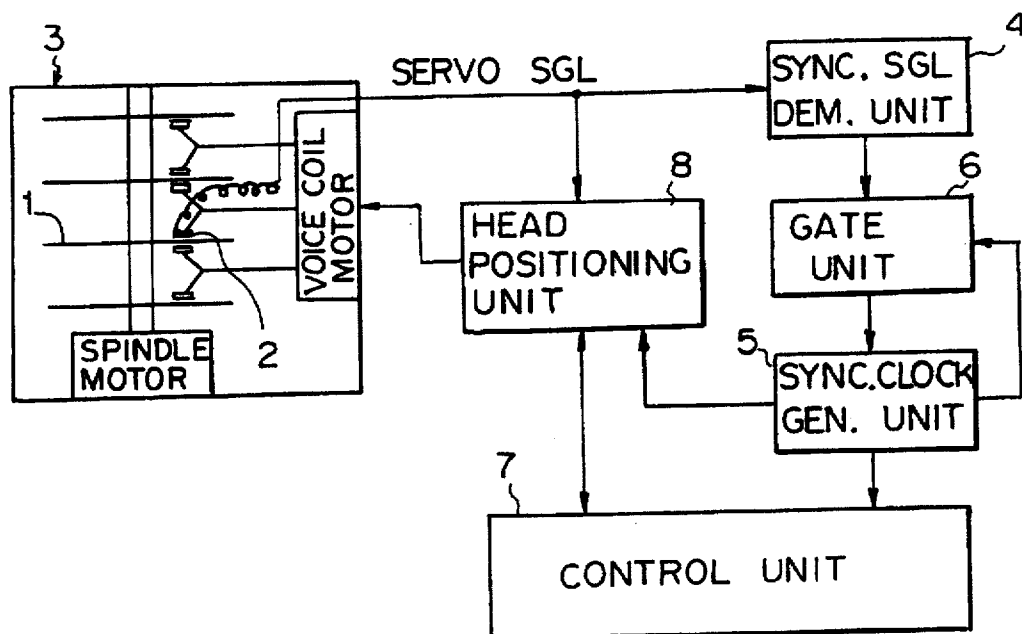 3
SERVO SGL
4
SYNC. SGL
DEM. UNIT
VOICE COIL
MOTOR
1
2
SPINDLE
MOTOR
8
HEAD
POSITIONING
UNIT
6
GATE
UNIT
5
SYNC.CLOCK
GEN. UNIT
7
CONTROL UNIT